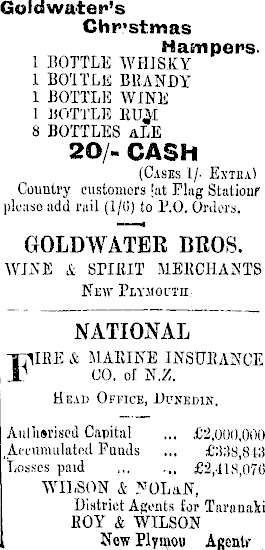 Goldwater's
Christmas
Hampers.
1 BOTTLE WHISKY
1 BOTTLE BRANDY
1 BOTTLE WINE
1 BOTTLE RUM
8 BOTTLES ALE
20/- CASH
(CASES 1/- EXTRA)
Country customers (at Flag Stations
please add rail (1/6) to P.O. Orders.
GOLDWATER BROS.
WINE & SPIRIT MERCHANTS
NEW PLYMOUTH
NATIONAL
FIRE & MARINE INSURANCE
CO. of N.Z.
HEAD OFFICE, DUNEDIN.
Authorised Capital ... £2,000,000
Accumulated Funds ... £338,843
Losses paid ... ... £2,418,076
WILSON & NOLAN,
District Agents for Taranaki
ROY & WILSON
New Plymou Agents